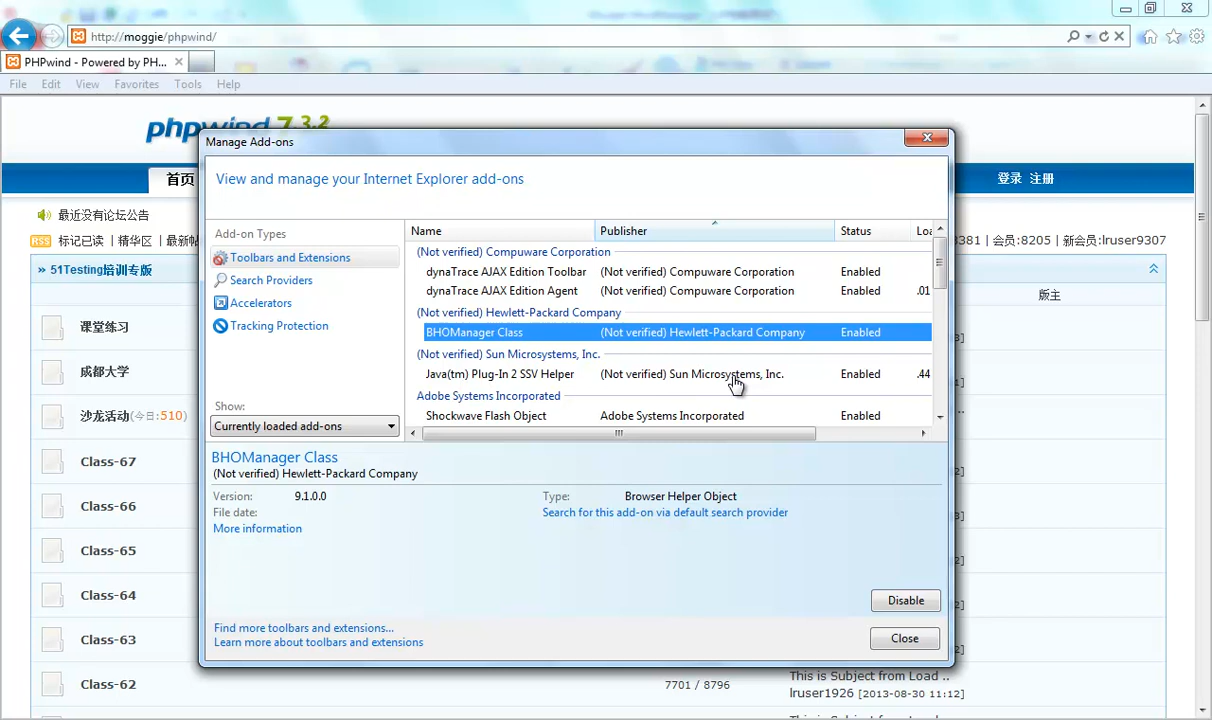 http://moggie/phpwind/
PHPwind - Powered by PH...
File Edit View Favorites Tools Help
phpwind 7.3.2
首页
登录 注册
最近没有论坛公告
RSS 标记已读 | 精华区 | 最新帖
3381 | 会员:8205 | 新会员:lruser9307
» 51Testing培训专版
版主
课堂练习
成都大学
沙龙活动(今日:510)
Class-67
Class-66
Class-65
Class-64
Class-63
Class-62
7701 / 8796
This is Subject from Load ..
lruser1926 [2013-08-30 11:12]
Manage Add-ons
View and manage your Internet Explorer add-ons
Add-on Types
Toolbars and Extensions
Search Providers
Accelerators
Tracking Protection
Show:
Currently loaded add-ons
Name Publisher Status Loa
(Not verified) Compuware Corporation
dynaTrace AJAX Edition Toolbar (Not verified) Compuware Corporation Enabled
dynaTrace AJAX Edition Agent (Not verified) Compuware Corporation Enabled .01
(Not verified) Hewlett-Packard Company
BHOManager Class (Not verified) Hewlett-Packard Company Enabled
(Not verified) Sun Microsystems, Inc.
Java(tm) Plug-In 2 SSV Helper (Not verified) Sun Microsystems, Inc. Enabled .44
Adobe Systems Incorporated
Shockwave Flash Object Adobe Systems Incorporated Enabled
BHOManager Class
(Not verified) Hewlett-Packard Company
Version: 9.1.0.0 Type: Browser Helper Object
File date: Search for this add-on via default search provider
More information
Disable
Find more toolbars and extensions...
Learn more about toolbars and extensions
Close